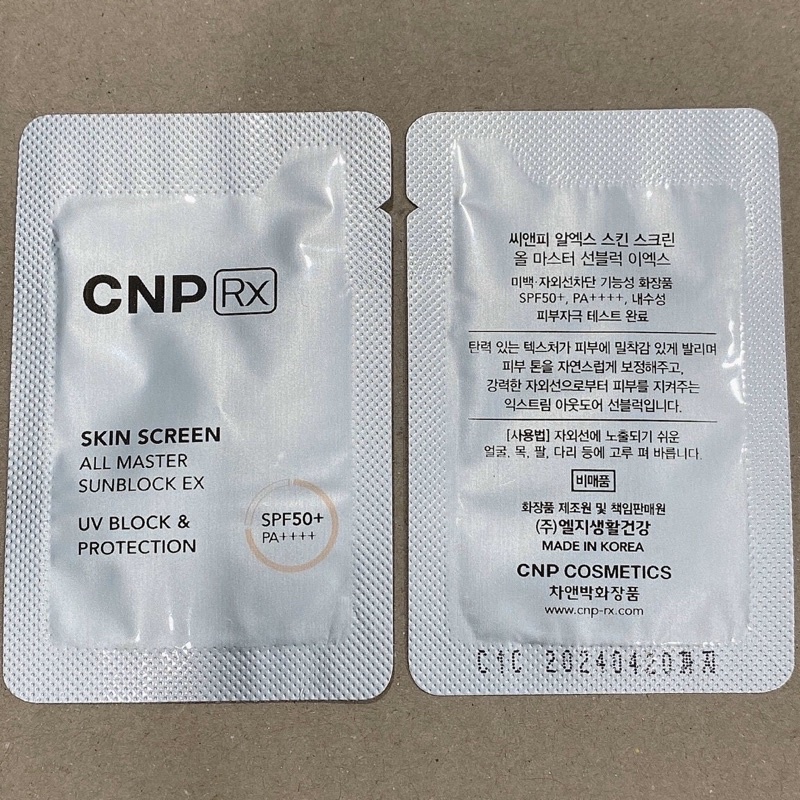 CNP Rx
SKIN SCREEN
ALL MASTER
SUNBLOCK EX
UV BLOCK &
PROTECTION
SPF50+
PA++++
씨앤피 알엑스 스킨 스크린
올 마스터 선블럭 이엑스
미백·자외선차단 기능성 화장품
SPF50+, PA++++, 내수성
피부자극 테스트 완료
탄력 있는 텍스처가 피부에 밀착감 있게 발리며
피부 톤을 자연스럽게 보정해주고,
강력한 자외선으로부터 피부를 지켜주는
익스트림 아웃도어 선블럭입니다.
[사용법] 자외선에 노출되기 쉬운
얼굴, 목, 팔, 다리 등에 고루 펴 바릅니다.
비매품
화장품 제조원 및 책임판매원
(주)엘지생활건강
MADE IN KOREA
CNP COSMETICS
차앤박화장품
www.cnp-rx.com
C1C 20240420까지